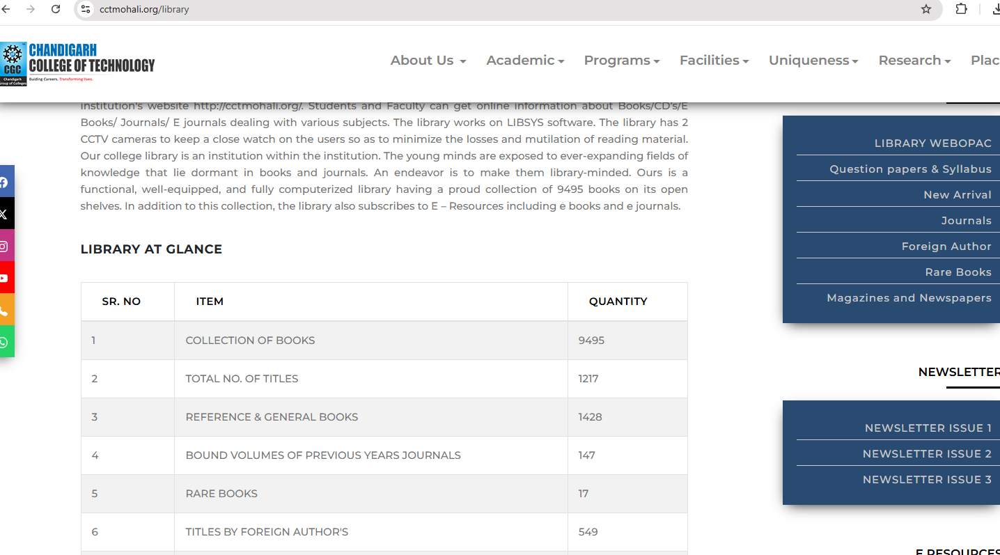 cctmohali.org/library
CHANDIGARH
COLLEGE OF TECHNOLOGY
CGC
Chandigarh
Group of Colleges
Building Careers. Transforming lives.
About Us
Academic
Programs
Facilities
Uniqueness
Research
Plac
institution's website http://cctmohali.org/. Students and Faculty can get online information about Books/CD's/E
Books/ Journals/ E journals dealing with various subjects. The library works on LIBSYS software. The library has 2
CCTV cameras to keep a close watch on the users so as to minimize the losses and mutilation of reading material.
Our college library is an institution within the institution. The young minds are exposed to ever-expanding fields of
knowledge that lie dormant in books and journals. An endeavor is to make them library-minded. Ours is a
functional, well-equipped, and fully computerized library having a proud collection of 9495 books on its open
shelves. In addition to this collection, the library also subscribes to E – Resources including e books and e journals.
LIBRARY AT GLANCE
SR. NO ITEM QUANTITY
1 COLLECTION OF BOOKS 9495
2 TOTAL NO. OF TITLES 1217
3 REFERENCE & GENERAL BOOKS 1428
4 BOUND VOLUMES OF PREVIOUS YEARS JOURNALS 147
5 RARE BOOKS 17
6 TITLES BY FOREIGN AUTHOR'S 549
LIBRARY WEBOPAC
Question papers & Syllabus
New Arrival
Journals
Foreign Author
Rare Books
Magazines and Newspapers
NEWSLETTER
NEWSLETTER ISSUE 1
NEWSLETTER ISSUE 2
NEWSLETTER ISSUE 3
E RESOURCES